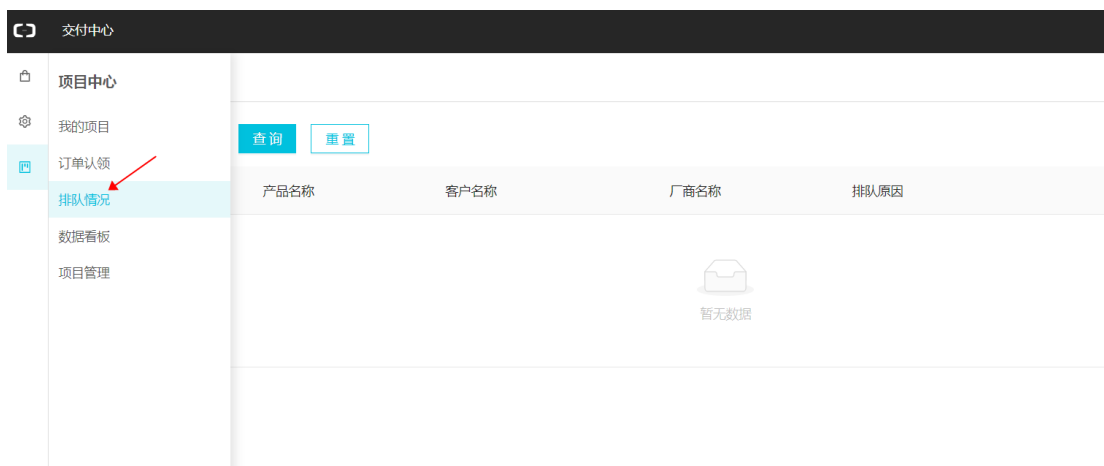 交付中心
项目中心
我的项目
订单认领
排队情况
数据看板
项目管理
查询 重置
产品名称 客户名称 厂商名称 排队原因
暂无数据